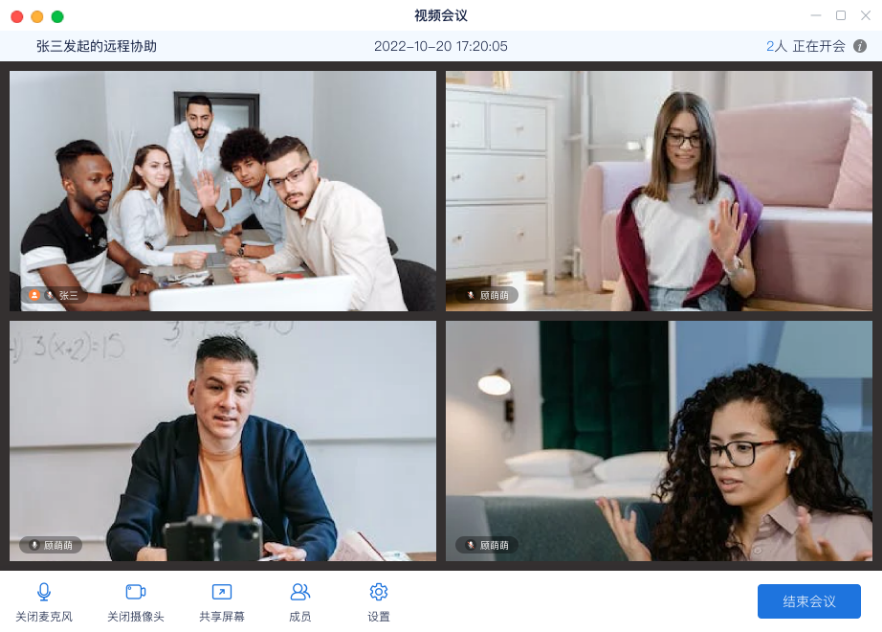 视频会议
张三发起的远程协助
2022-10-20 17:20:05
2人 正在开会
张三
顾萌萌
3(x+2)=15
顾萌萌
顾萌萌
关闭麦克风
关闭摄像头
共享屏幕
成员
设置
结束会议